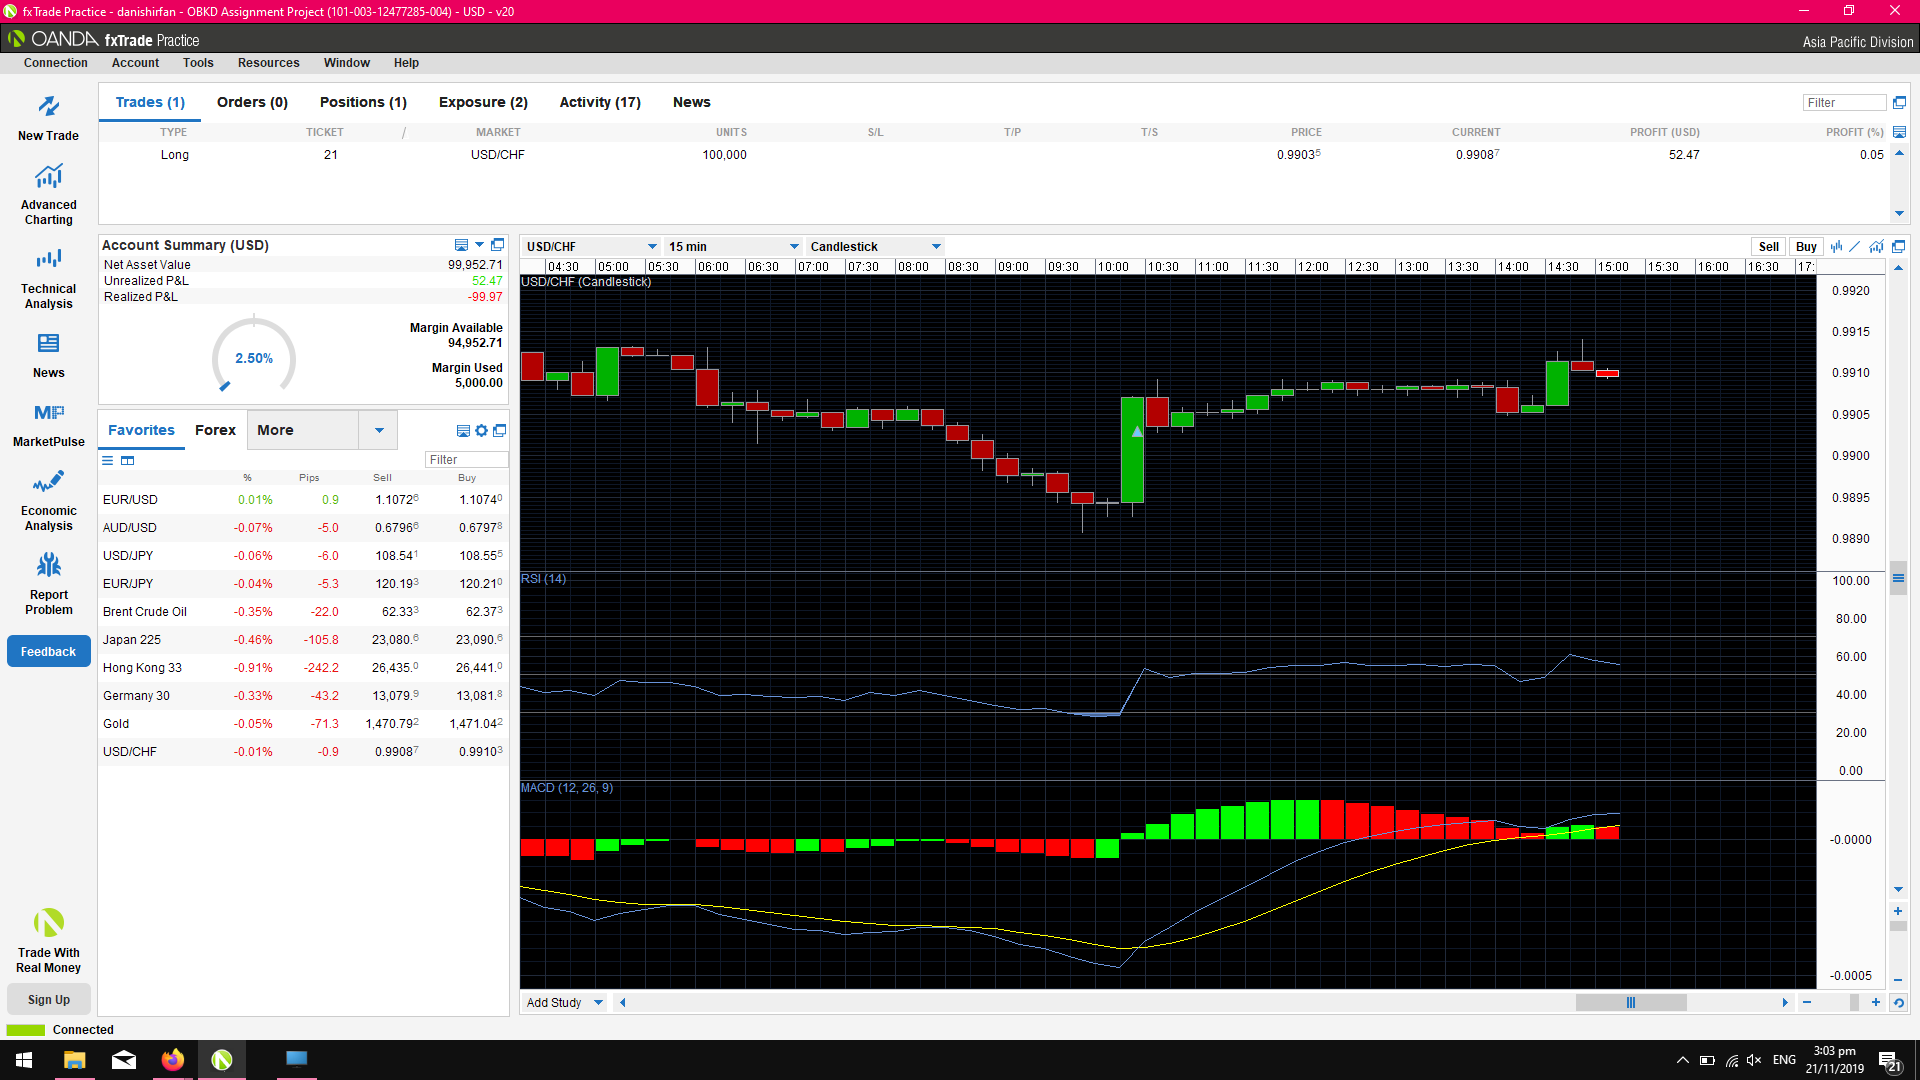 fxTrade Practice - danishirfan - OBKD Assignment Project (101-003-12477285-004) - USD - v20
OANDA fxTrade Practice
Asia Pacific Division
Connection Account Tools Resources Window Help
New Trade
Advanced
Charting
Technical
Analysis
News
MarketPulse
Economic
Analysis
Report
Problem
Feedback
Trade With
Real Money
Sign Up
Connected
Trades (1) Orders (0) Positions (1) Exposure (2) Activity (17) News Filter
TYPE TICKET / MARKET UNITS S/L T/P T/S PRICE CURRENT PROFIT (USD) PROFIT (%)
Long 21 USD/CHF 100,000 0.99035 0.99087 52.47 0.05
Account Summary (USD)
Net Asset Value 99,952.71
Unrealized P&L 52.47
Realized P&L -99.97
2.50%
Margin Available
94,952.71
Margin Used
5,000.00
Favorites Forex More
Filter
% Pips Sell Buy
EUR/USD 0.01% 0.9 1.10726 1.10740
AUD/USD -0.07% -5.0 0.67966 0.67978
USD/JPY -0.06% -6.0 108.541 108.555
EUR/JPY -0.04% -5.3 120.193 120.210
Brent Crude Oil -0.35% -22.0 62.333 62.373
Japan 225 -0.46% -105.8 23,080.6 23,090.6
Hong Kong 33 -0.91% -242.2 26,435.0 26,441.0
Germany 30 -0.33% -43.2 13,079.9 13,081.8
Gold -0.05% -71.3 1,470.792 1,471.042
USD/CHF -0.01% -0.9 0.99087 0.99103
USD/CHF 15 min Candlestick Sell Buy
04:30 05:00 05:30 06:00 06:30 07:00 07:30 08:00 08:30 09:00 09:30 10:00 10:30 11:00 11:30 12:00 12:30 13:00 13:30 14:00 14:30 15:00 15:30 16:00 16:30 17:
USD/CHF (Candlestick)
0.9920
0.9915
0.9910
0.9905
0.9900
0.9895
0.9890
RSI (14)
100.00
80.00
60.00
40.00
20.00
0.00
MACD (12, 26, 9)
-0.0000
-0.0005
Add Study
ENG
3:03 pm
21/11/2019
21